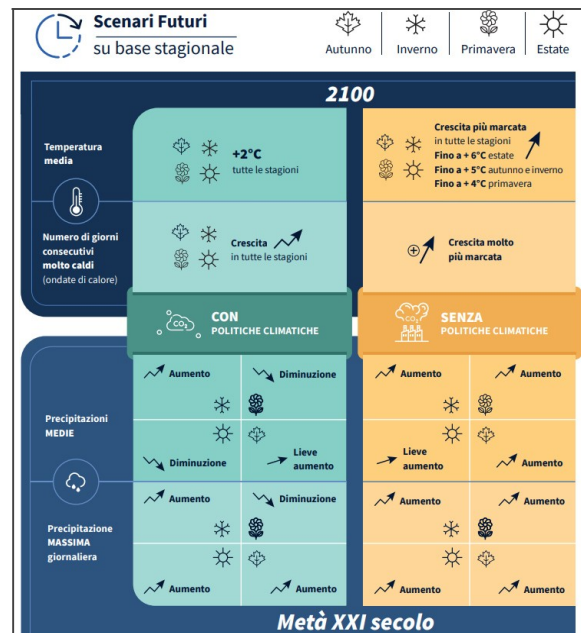 Scenari Futuri
su base stagionale
Autunno
Inverno
Primavera
Estate
2100
Temperatura
media
+2°C
tutte le stagioni
Crescita più marcata
in tutte le stagioni
Fino a + 6°C estate
Fino a + 5°C autunno e inverno
Fino a + 4°C primavera
Numero di giorni
consecutivi
molto caldi
(ondate di calore)
Crescita
in tutte le stagioni
Crescita molto
più marcata
CO₂
CON
POLITICHE CLIMATICHE
CO₂
SENZA
POLITICHE CLIMATICHE
Precipitazioni
MEDIE
Aumento
Diminuzione
Aumento
Aumento
Diminuzione
Lieve
aumento
Lieve
aumento
Aumento
Precipitazione
MASSIMA
giornaliera
Aumento
Diminuzione
Aumento
Aumento
Aumento
Aumento
Aumento
Aumento
Metà XXI secolo